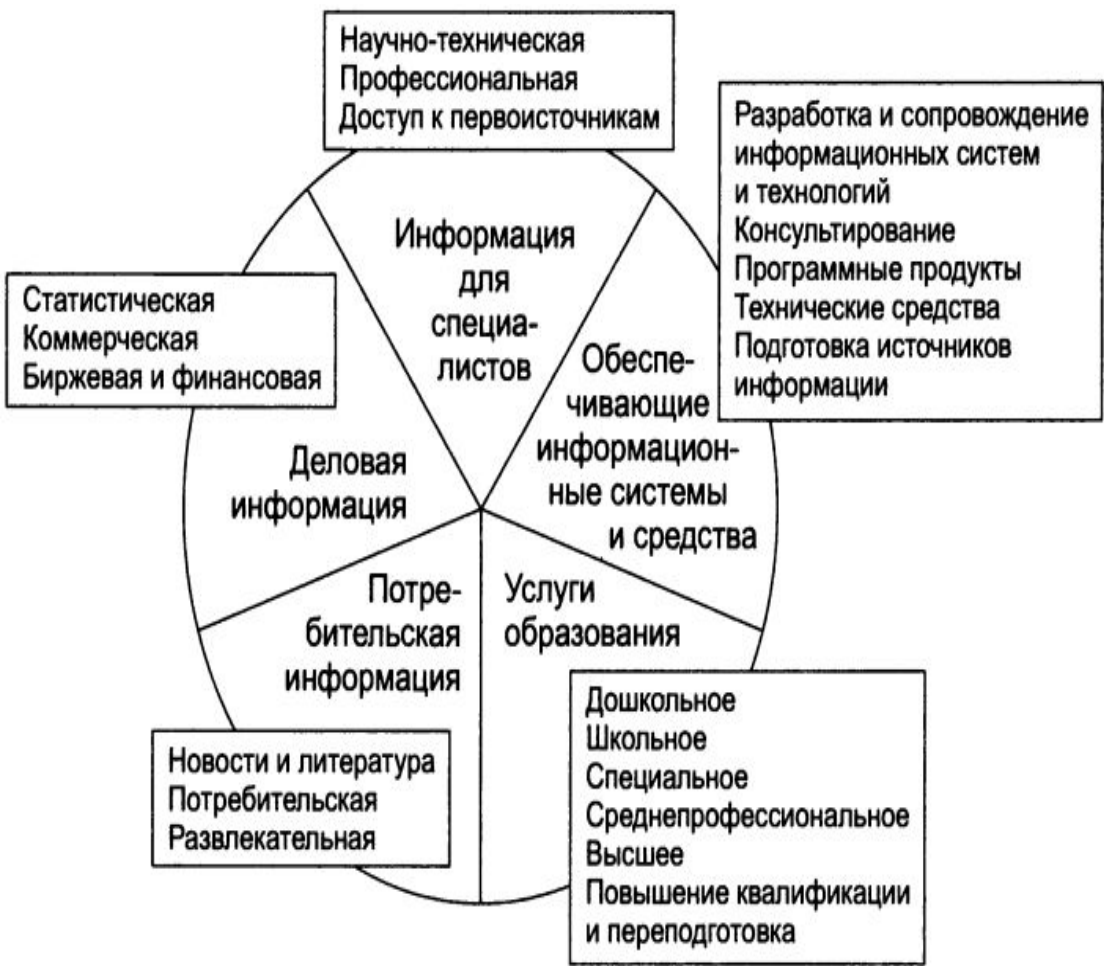 Научно-техническая
Профессиональная
Доступ к первоисточникам
Разработка и сопровождение
информационных систем
и технологий
Консультирование
Программные продукты
Технические средства
Подготовка источников
информации
Информация
для
специа-
листов
Статистическая
Коммерческая
Биржевая и финансовая
Обеспе-
чивающие
информацион-
ные системы
и средства
Деловая
информация
Потре-
бительская
информация
Услуги
образования
Новости и литература
Потребительская
Развлекательная
Дошкольное
Школьное
Специальное
Среднепрофессиональное
Высшее
Повышение квалификации
и переподготовка